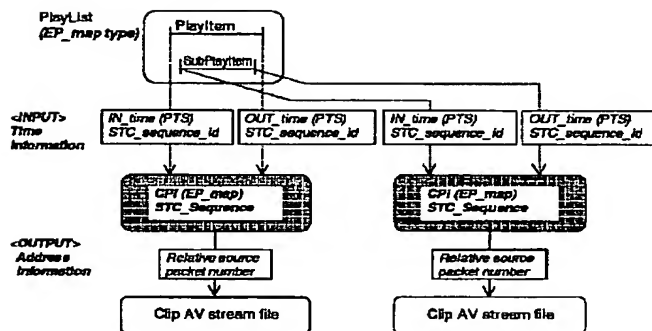 PlayList
(EP_map type)
PlayItem
SubPlayItem
<INPUT>
Time
Information
IN_time (PTS)
STC_sequence_id
OUT_time (PTS)
STC_sequence_id
IN_time (PTS)
STC_sequence_id
OUT_time (PTS)
STC_sequence_id
CPI (EP_map)
STC_Sequence
CPI (EP_map)
STC_Sequence
<OUTPUT>
Address
Information
Relative source
packet number
Relative source
packet number
Clip AV stream file
Clip AV stream file